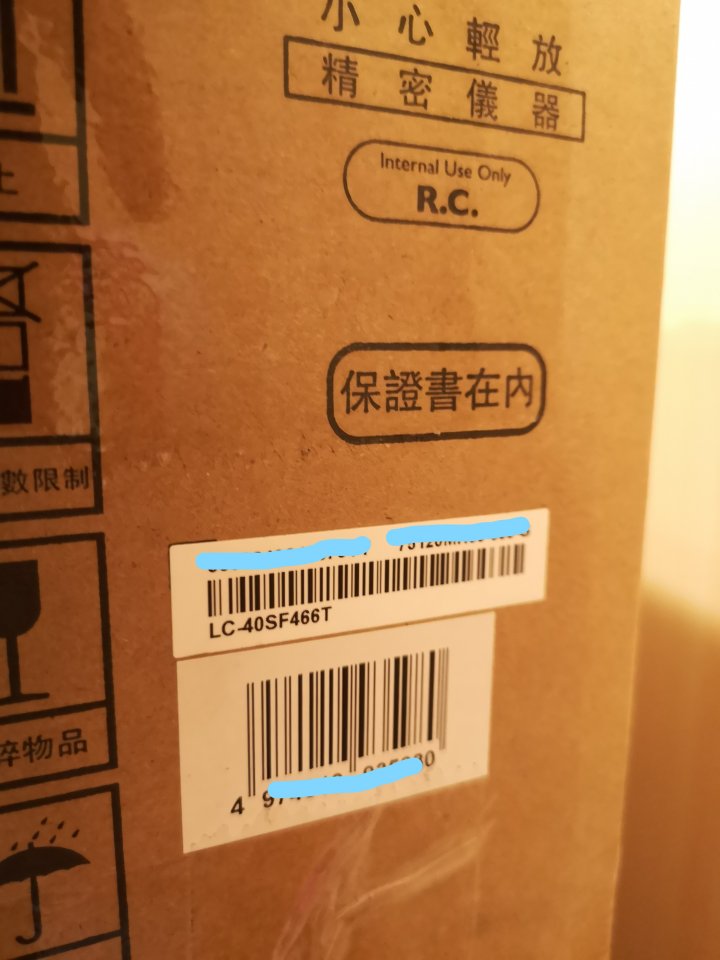 小心輕放
精密儀器
Internal Use Only
R.C.
保證書在內
數限制
LC-40SF466T
物品
4